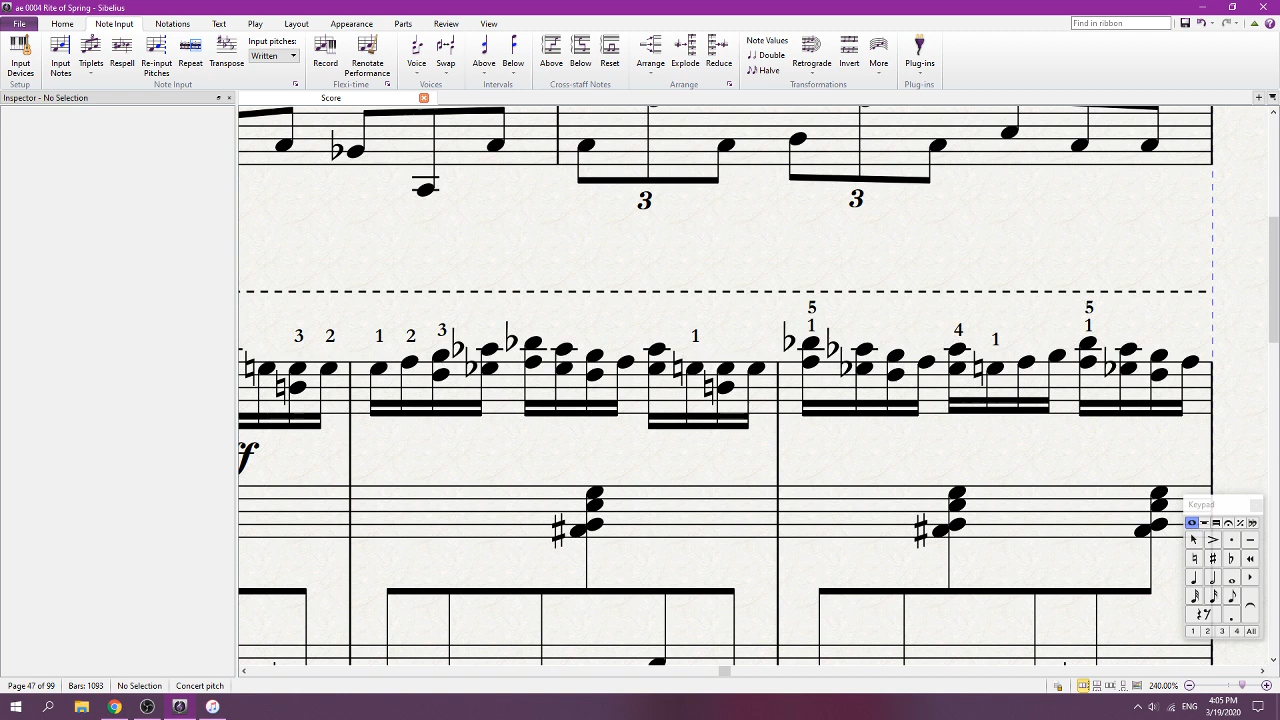 ae 0004 Rite of Spring - Sibelius
File Home Note Input Notations Text Play Layout Appearance Parts Review View Find in ribbon
Input Devices Input Notes Triplets Respell Re-input Pitches Repeat Transpose Input pitches: Written Record Renotate Performance Voice Swap Above Below Above Below Reset Arrange Explode Reduce Note Values Double Halve Retrograde Invert More Plug-ins
Setup Note Input Flexi-time Voices Intervals Cross-staff Notes Arrange Transformations Plug-ins
Inspector - No Selection Score
3 3
3 2 1 2 3 1 5 1 4 1 5 1
ff
Keypad
1 2 3 4 All
Page 47 of 99 Bars: 1093 No Selection Concert pitch 240.00%
ENG 4:05 PM
3/19/2020